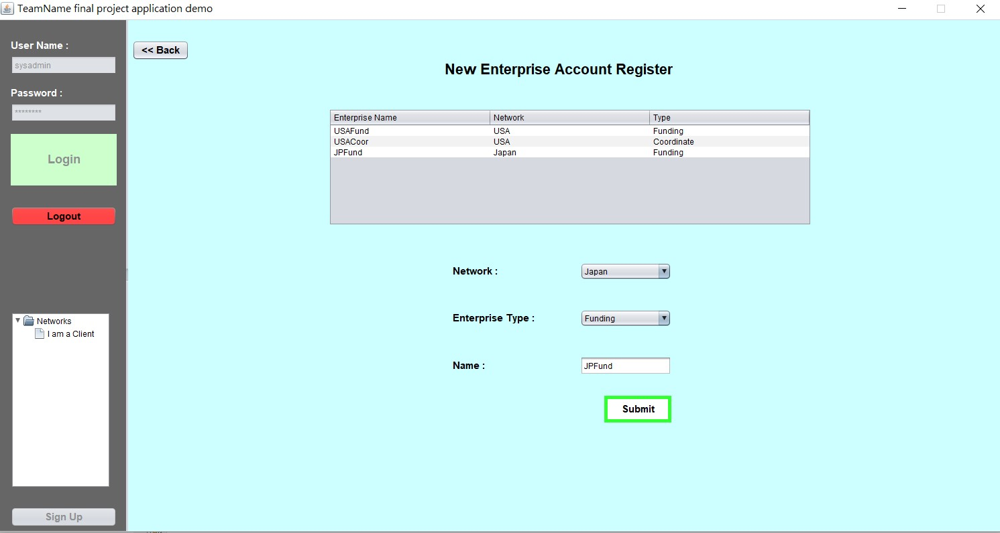 TeamName final project application demo
User Name :
sysadmin
Password :
********
Login
Logout
Networks
I am a Client
Sign Up
<< Back
New Enterprise Account Register
Enterprise Name Network Type
USAFund USA Funding
USACoor USA Coordinate
JPFund Japan Funding
Network : Japan
Enterprise Type : Funding
Name : JPFund
Submit